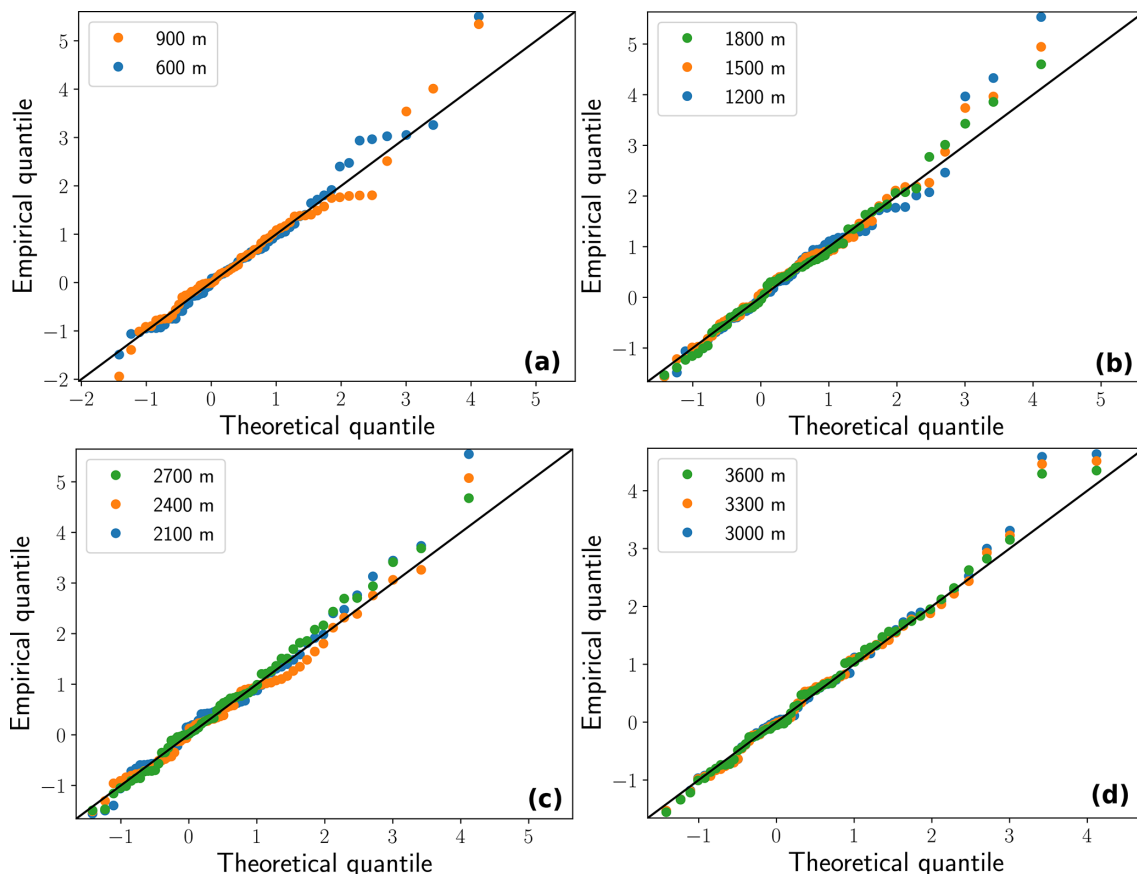 900 m
600 m
Empirical quantile
5
4
3
2
1
0
−1
−2
(a)
−2 −1 0 1 2 3 4 5
Theoretical quantile
1800 m
1500 m
1200 m
Empirical quantile
5
4
3
2
1
0
−1
(b)
−1 0 1 2 3 4 5
Theoretical quantile
2700 m
2400 m
2100 m
Empirical quantile
5
4
3
2
1
0
−1
(c)
−1 0 1 2 3 4 5
Theoretical quantile
3600 m
3300 m
3000 m
Empirical quantile
4
3
2
1
0
−1
(d)
−1 0 1 2 3 4
Theoretical quantile